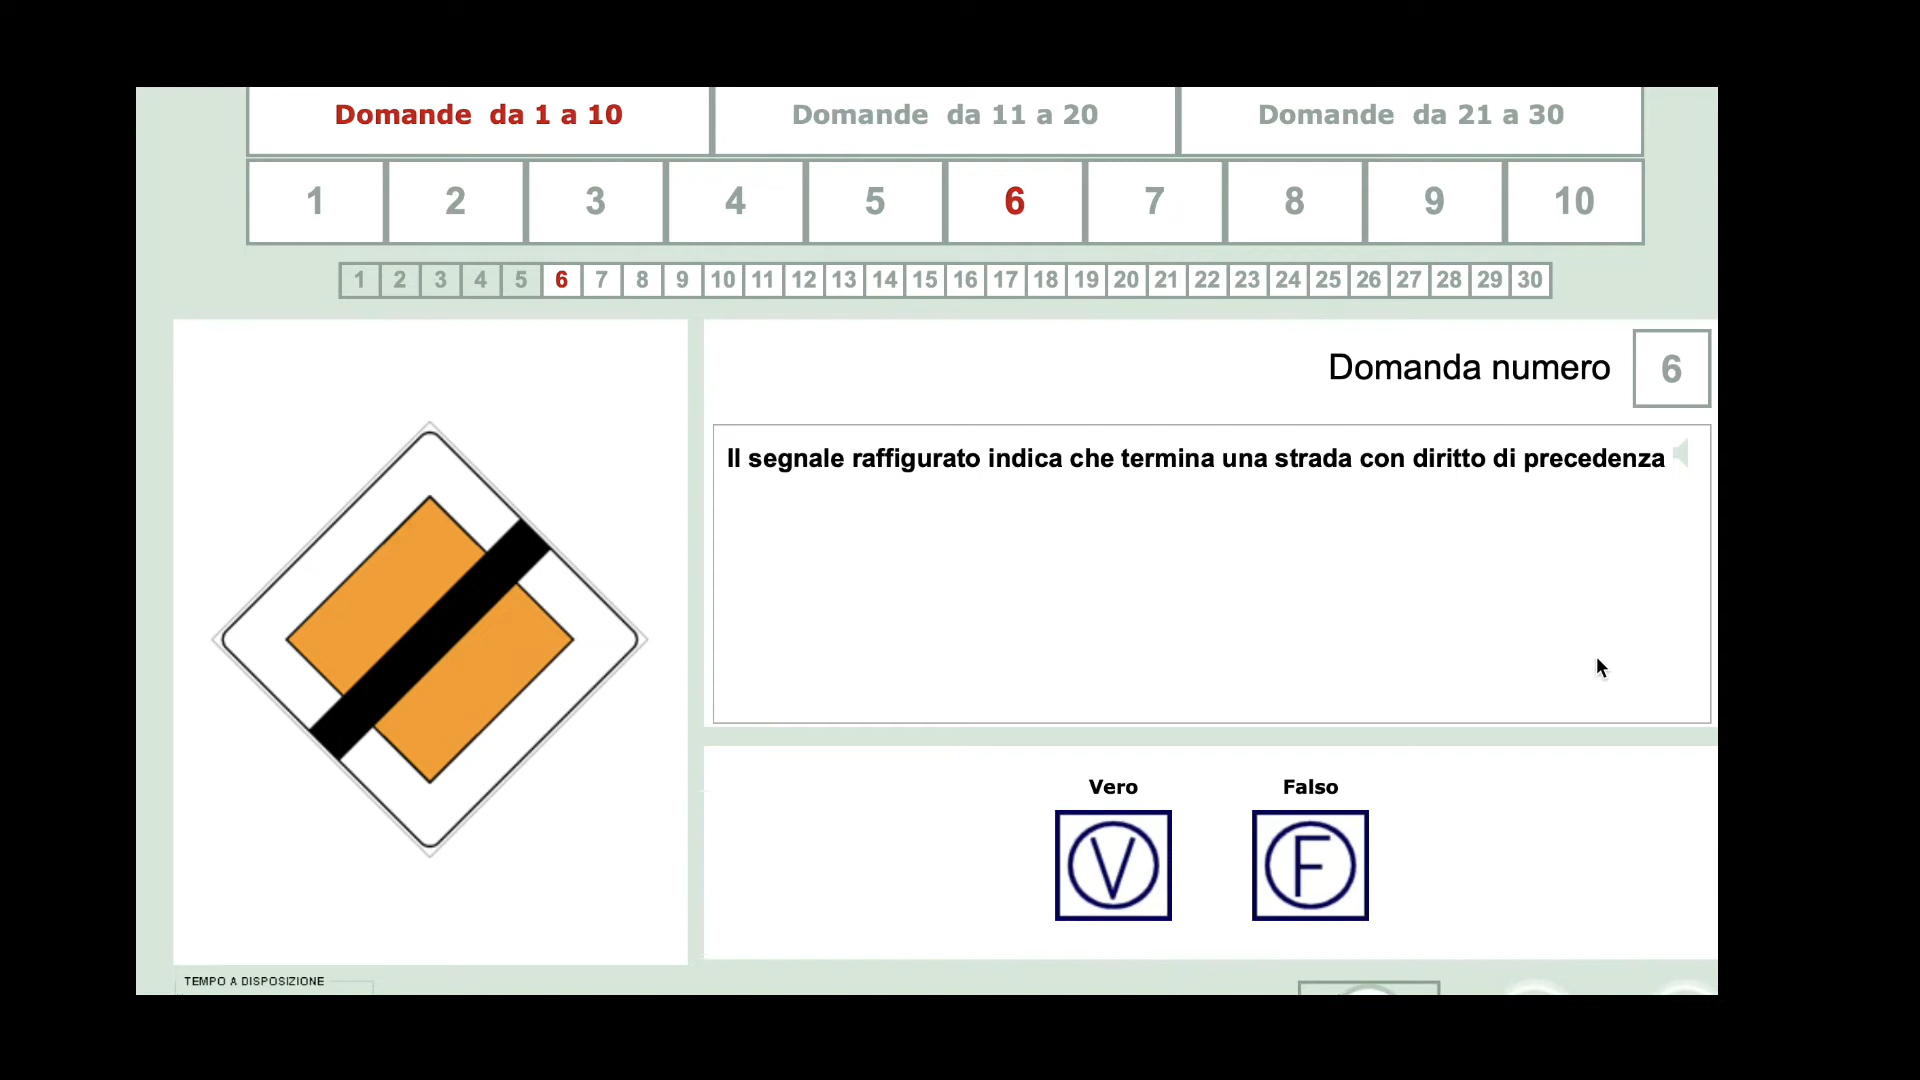 Domande da 1 a 10 Domande da 11 a 20 Domande da 21 a 30
1 2 3 4 5 6 7 8 9 10
1 2 3 4 5 6 7 8 9 10 11 12 13 14 15 16 17 18 19 20 21 22 23 24 25 26 27 28 29 30
Domanda numero 6
Il segnale raffigurato indica che termina una strada con diritto di precedenza
Vero Falso
V F
TEMPO A DISPOSIZIONE